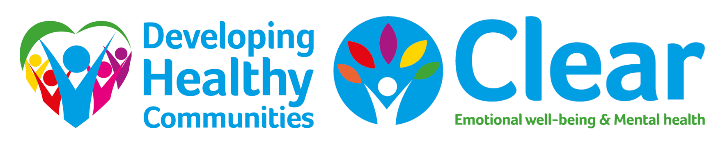 Developing
Healthy
Communities
Clear
Emotional well-being & Mental health